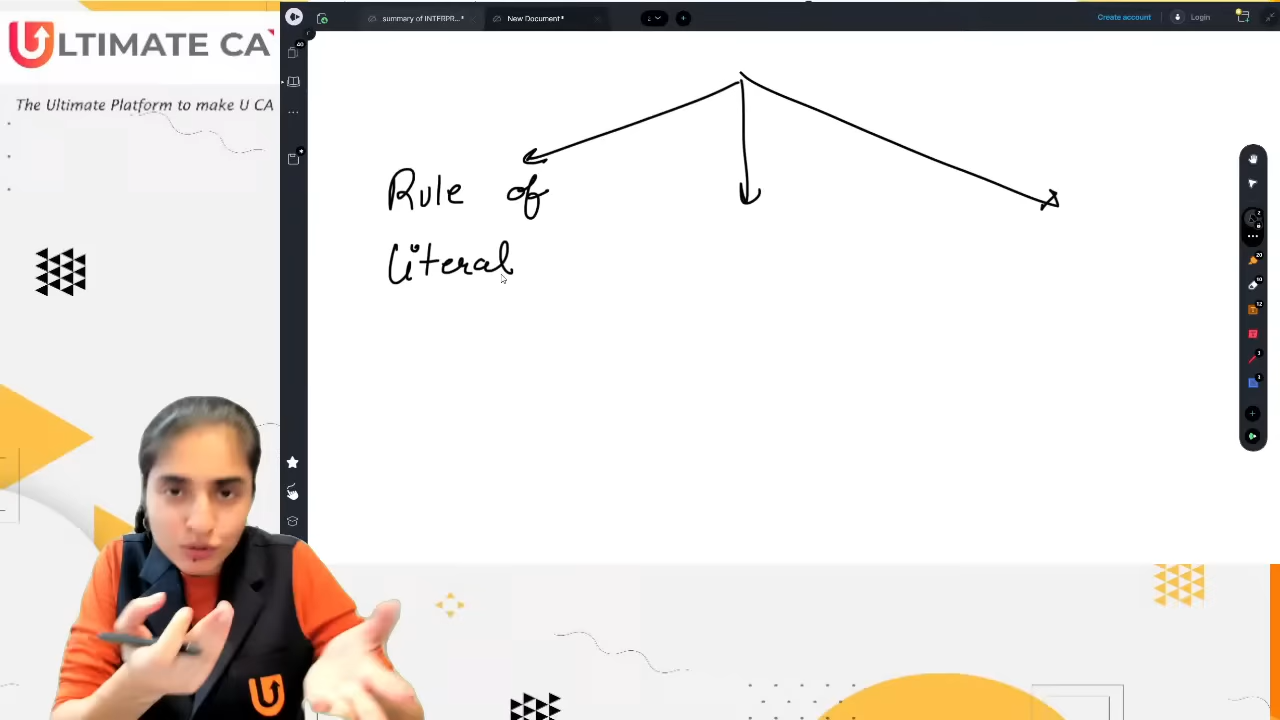 summary of INTERPR...*
New Document*
Create account
Login
ULTIMATE CA
The Ultimate Platform to make U CA
Rule of
Literal